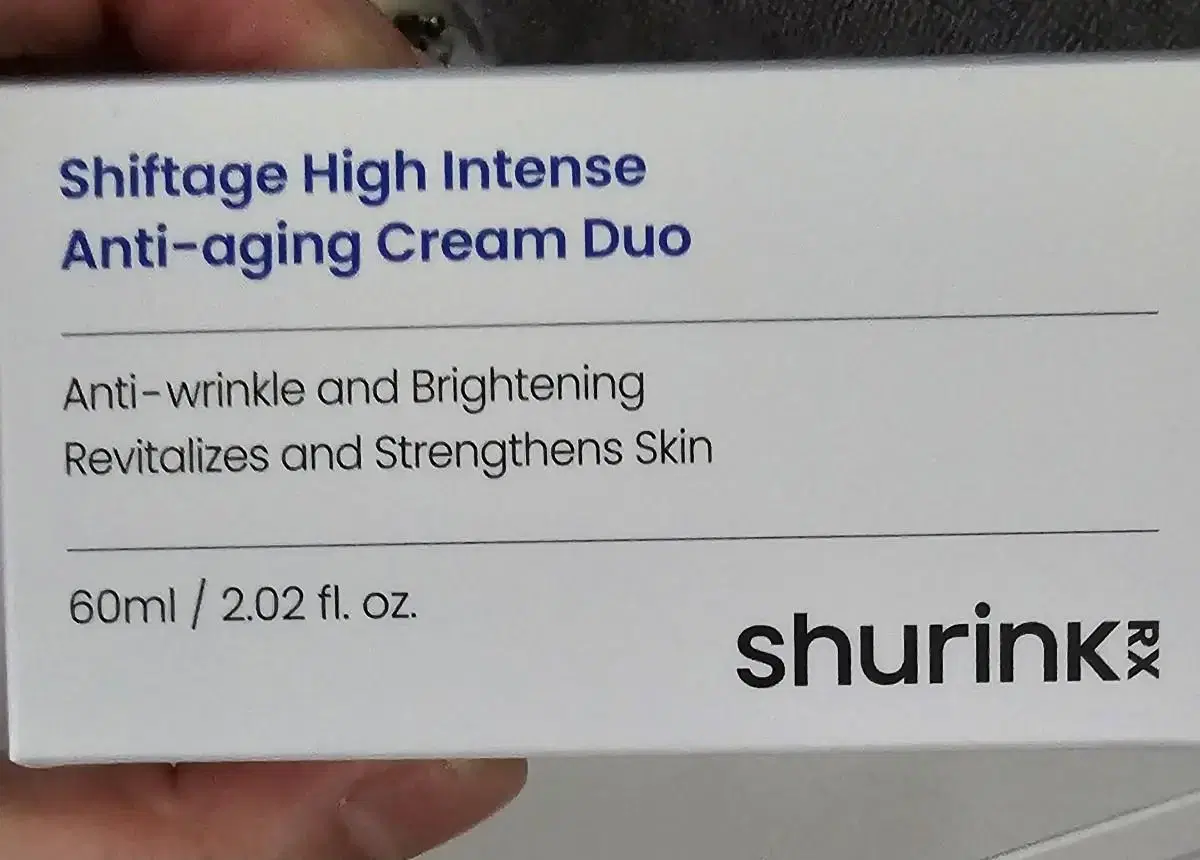 Shiftage High Intense
Anti-aging Cream Duo
Anti-wrinkle and Brightening
Revitalizes and Strengthens Skin
60ml / 2.02 fl. oz.
shurink RX